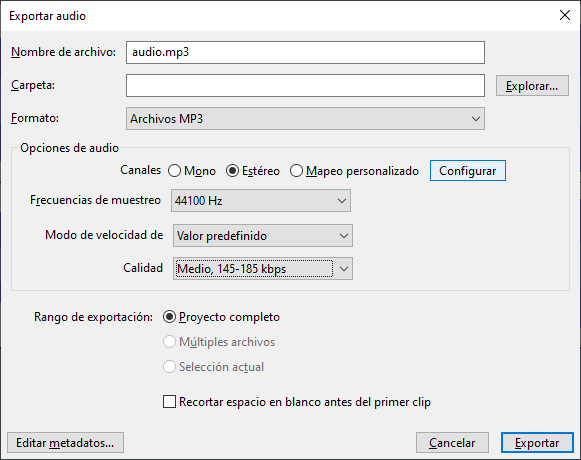 Exportar audio
Nombre de archivo: audio.mp3
Carpeta: Explorar...
Formato: Archivos MP3
Opciones de audio
Canales Mono Estéreo Mapeo personalizado Configurar
Frecuencias de muestreo 44100 Hz
Modo de velocidad de Valor predefinido
Calidad Medio, 145-185 kbps
Rango de exportación: Proyecto completo
Múltiples archivos
Selección actual
Recortar espacio en blanco antes del primer clip
Editar metadatos... Cancelar Exportar